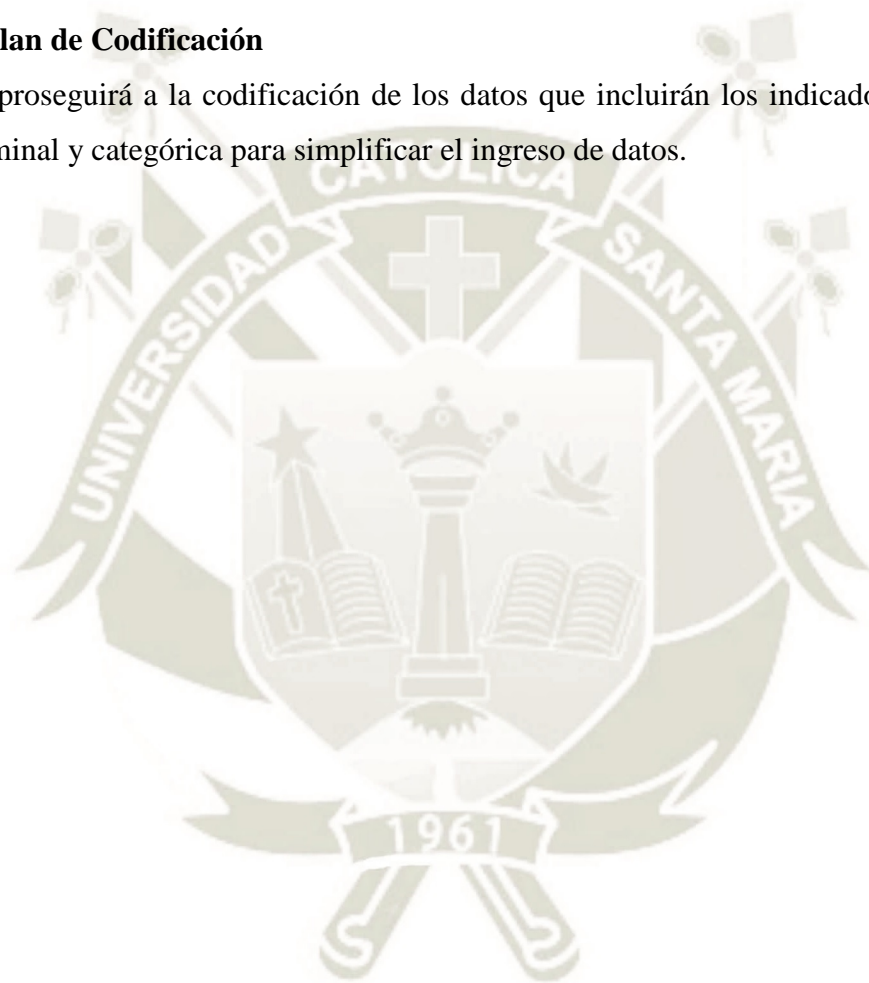 lan de Codificación
proseguirá a la codificación de los datos que incluirán los indicado
minal y categórica para simplificar el ingreso de datos.
UNIVERSIDAD CATOLICA SANTA MARIA
1961